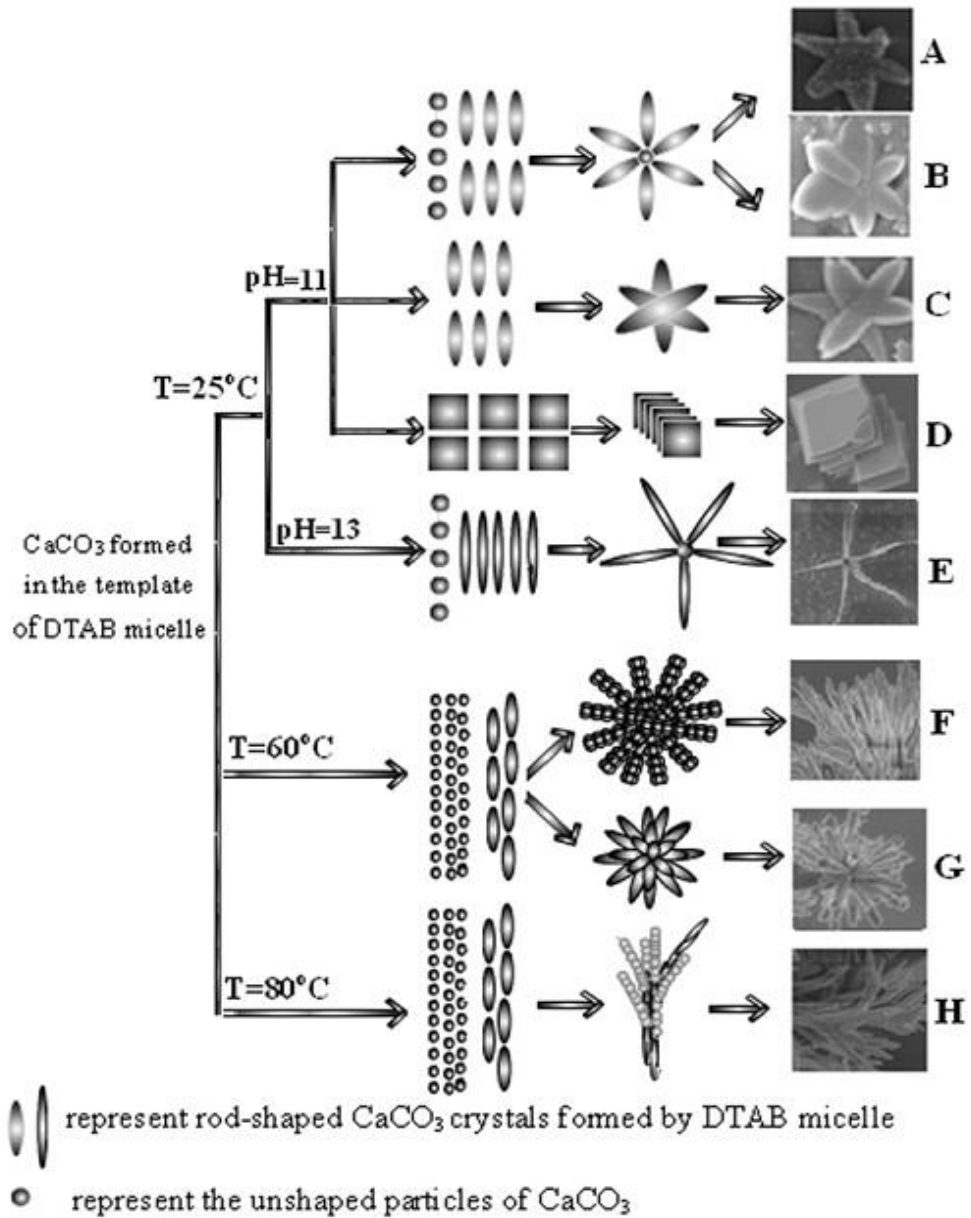 A
B
pH=11
C
T=25°C
D
pH=13
CaCO₃ formed
in the template
of DTAB micelle
E
T=60°C
F
G
T=80°C
H
represent rod-shaped CaCO₃ crystals formed by DTAB micelle
represent the unshaped particles of CaCO₃